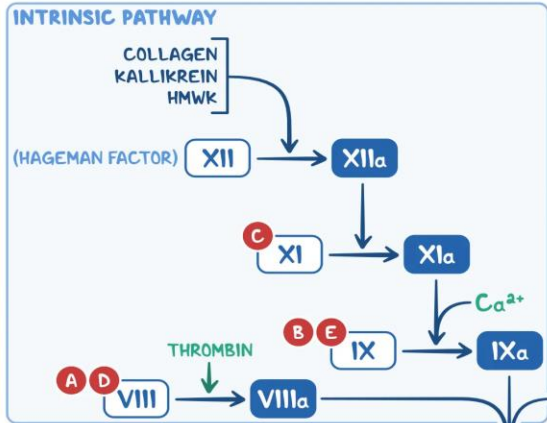 INTRINSIC PATHWAY
COLLAGEN
KALLIKREIN
HMWK
(HAGEMAN FACTOR) XII XIIa
C XI XIa
Ca²⁺
B E IX IXa
THROMBIN
A D VIII VIIIa